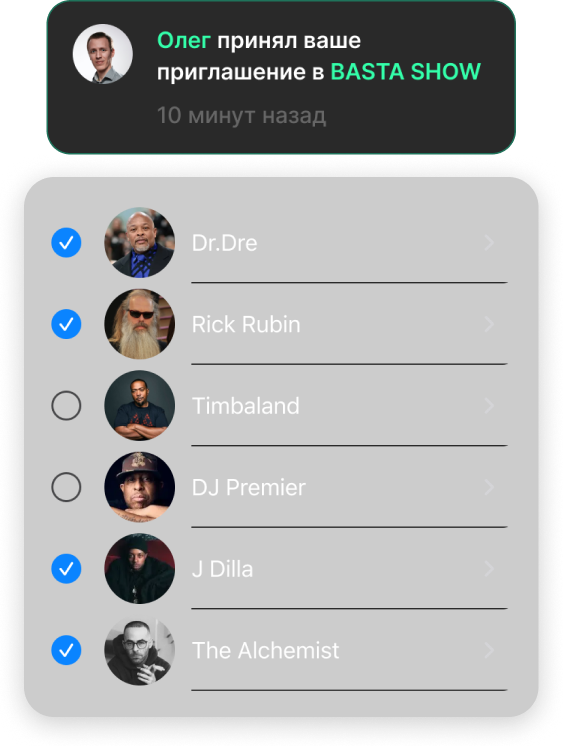 Олег принял ваше
приглашение в BASTA SHOW
10 минут назад
Dr.Dre
Rick Rubin
Timbaland
DJ Premier
J Dilla
The Alchemist